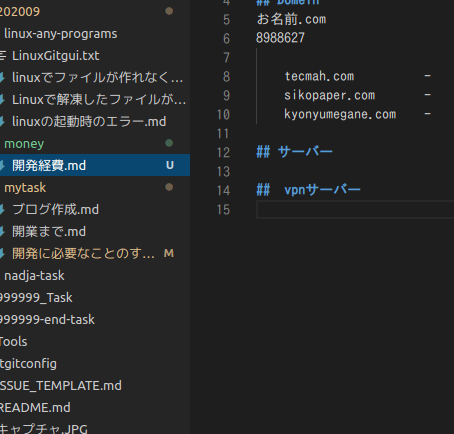 202009
linux-any-programs
LinuxGitgui.txt
linuxでファイルが作れなく...
Linuxで解凍したファイルが...
linuxの起動時のエラー.md
money
開発経費.md U
mytask
ブログ作成.md
開業まで.md
開発に必要なことのす... M
nadja-task
999999_Task
999999-end-task
Tools
tgitconfig
ISSUE_TEMPLATE.md
README.md
キャプチャ.JPG
4 ## Domein
5 お名前.com
6 8988627
7
8 tecmah.com -
9 sikopaper.com -
10 kyonyumegane.com -
11
12 ## サーバー
13
14 ## vpnサーバー
15